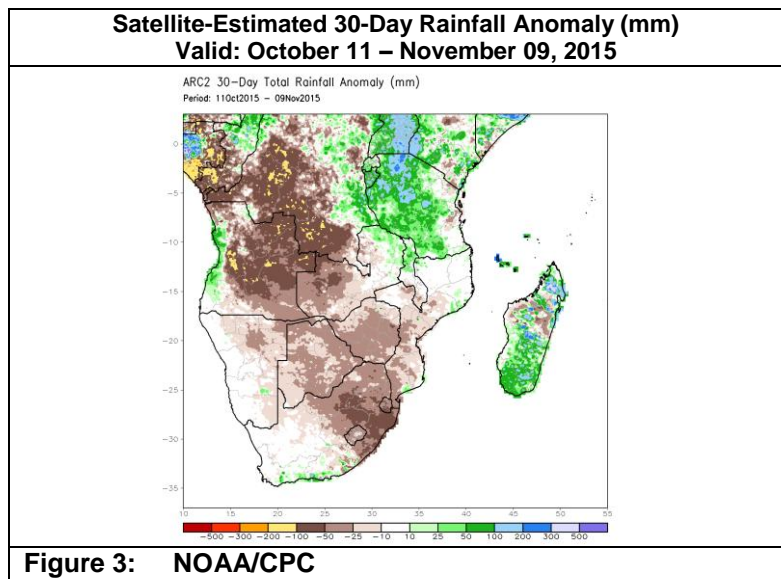 Satellite-Estimated 30-Day Rainfall Anomaly (mm)
Valid: October 11 – November 09, 2015
ARC2 30-Day Total Rainfall Anomaly (mm)
Period: 11Oct2015 – 09Nov2015
0
-5
-10
-15
-20
-25
-30
-35
10 15 20 25 30 35 40 45 50 55
-500 -300 -200 -100 -50 -25 -10 10 25 50 100 200 300 500
Figure 3: NOAA/CPC